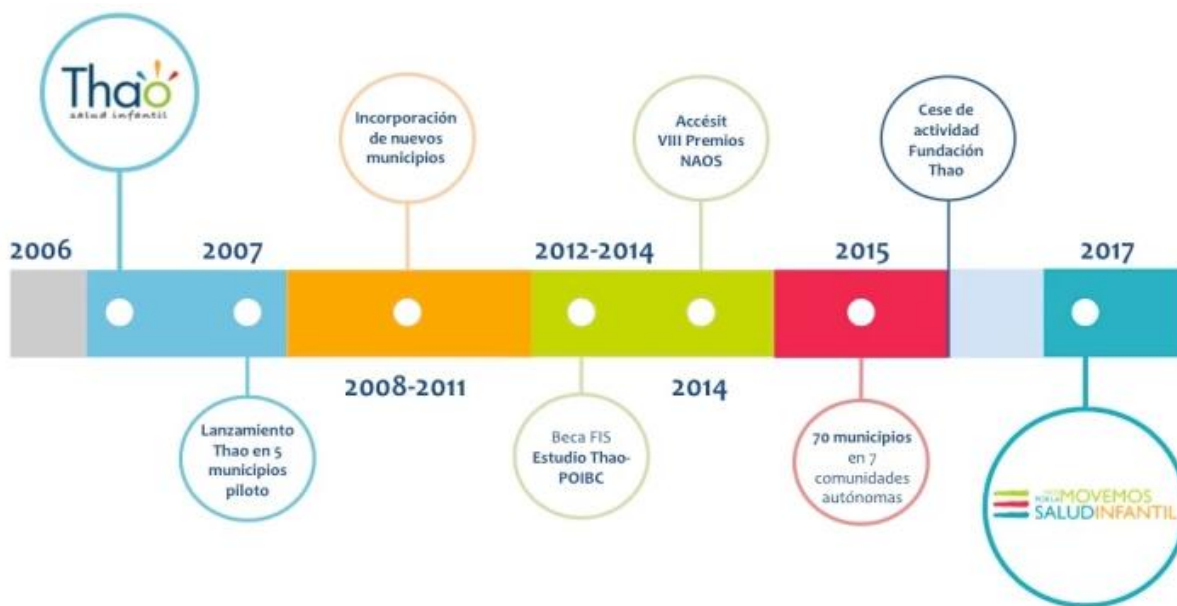 Thao
salud infantil
Incorporación
de nuevos
municipios
Accésit
VIII Premios
NAOS
Cese de
actividad
Fundación
Thao
2006
2007
2012-2014
2015
2017
2008-2011
2014
Lanzamiento
Thao en 5
municipios
piloto
Beca FIS
Estudio Thao-
POIBC
70 municipios
en 7
comunidades
autónomas
POR LA MOVEMOS
SALUDINFANTIL